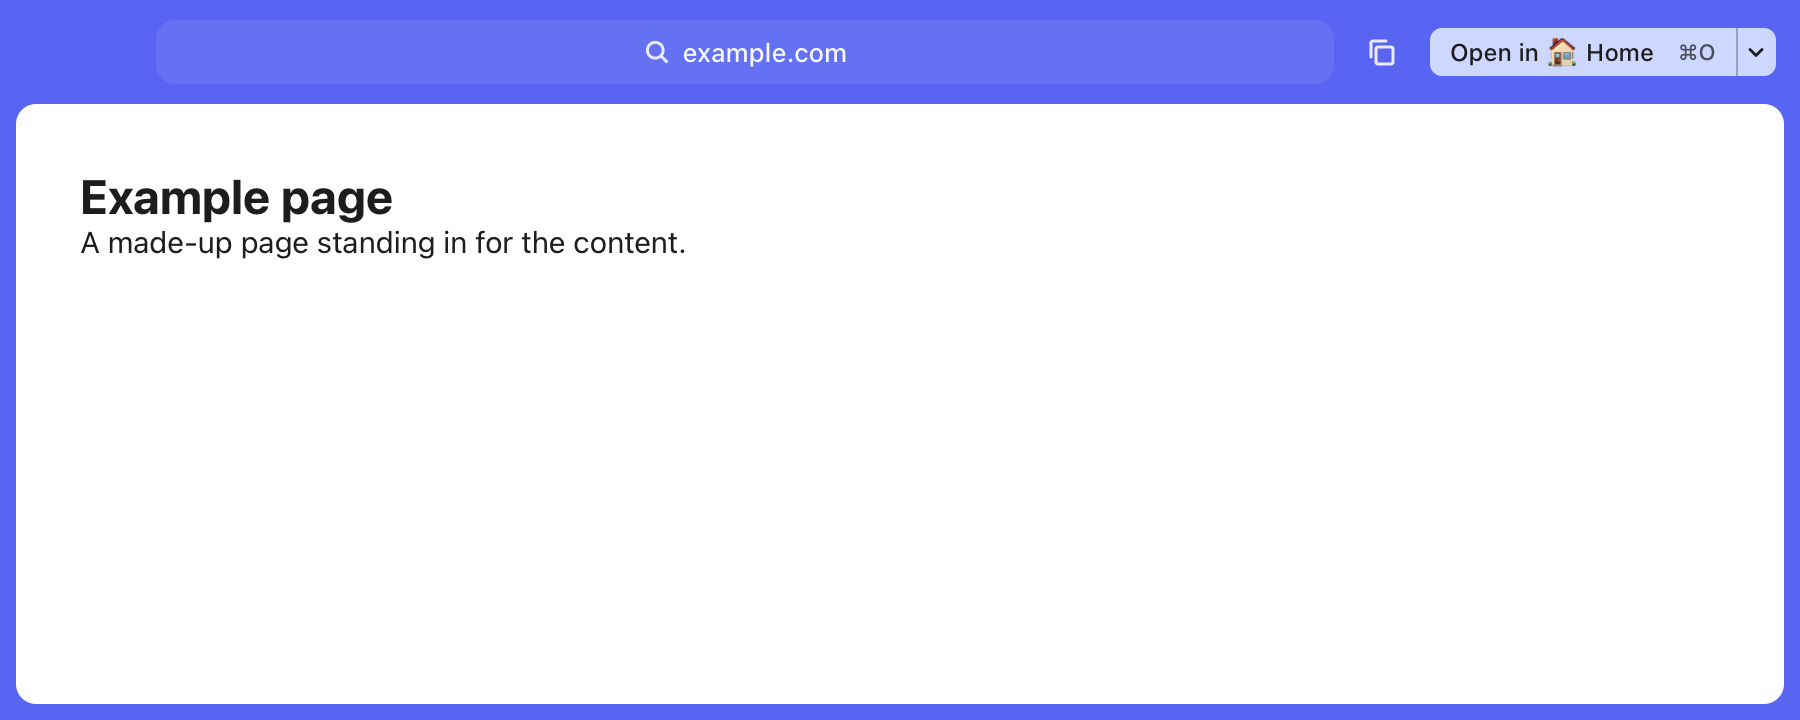 example.com
Open in 🏠 Home ⌘O
Example page
A made-up page standing in for the content.